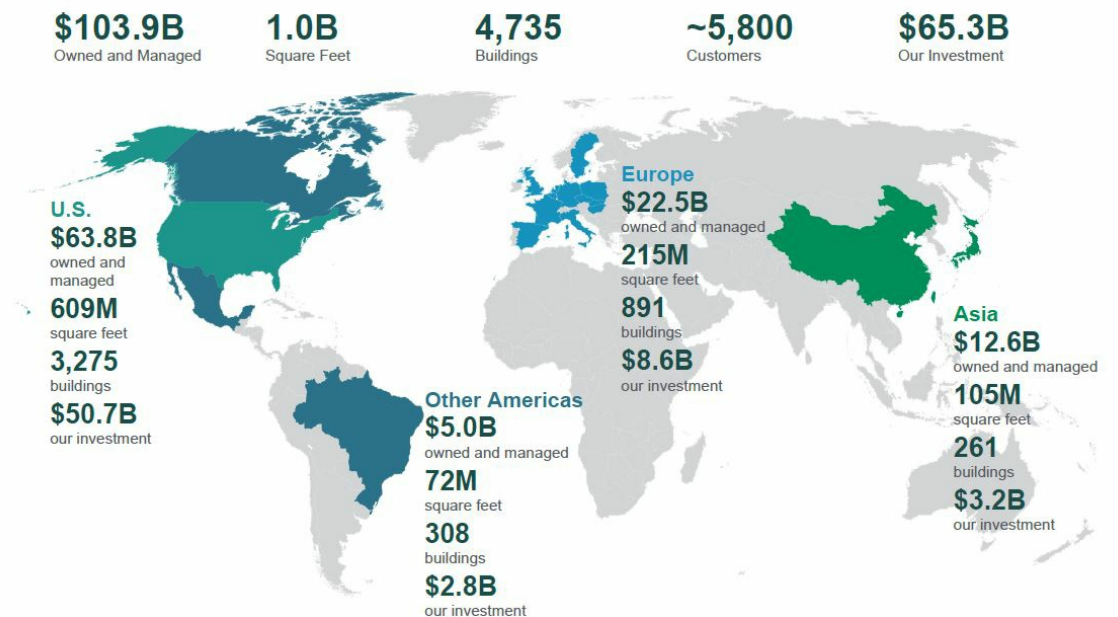 $103.9B 1.0B 4,735 ~5,800 $65.3B
Owned and Managed Square Feet Buildings Customers Our Investment
U.S.
$63.8B
owned and
managed
609M
square feet
3,275
buildings
$50.7B
our investment
Other Americas
$5.0B
owned and managed
72M
square feet
308
buildings
$2.8B
our investment
Europe
$22.5B
owned and managed
215M
square feet
891
buildings
$8.6B
our investment
Asia
$12.6B
owned and managed
105M
square feet
261
buildings
$3.2B
our investment